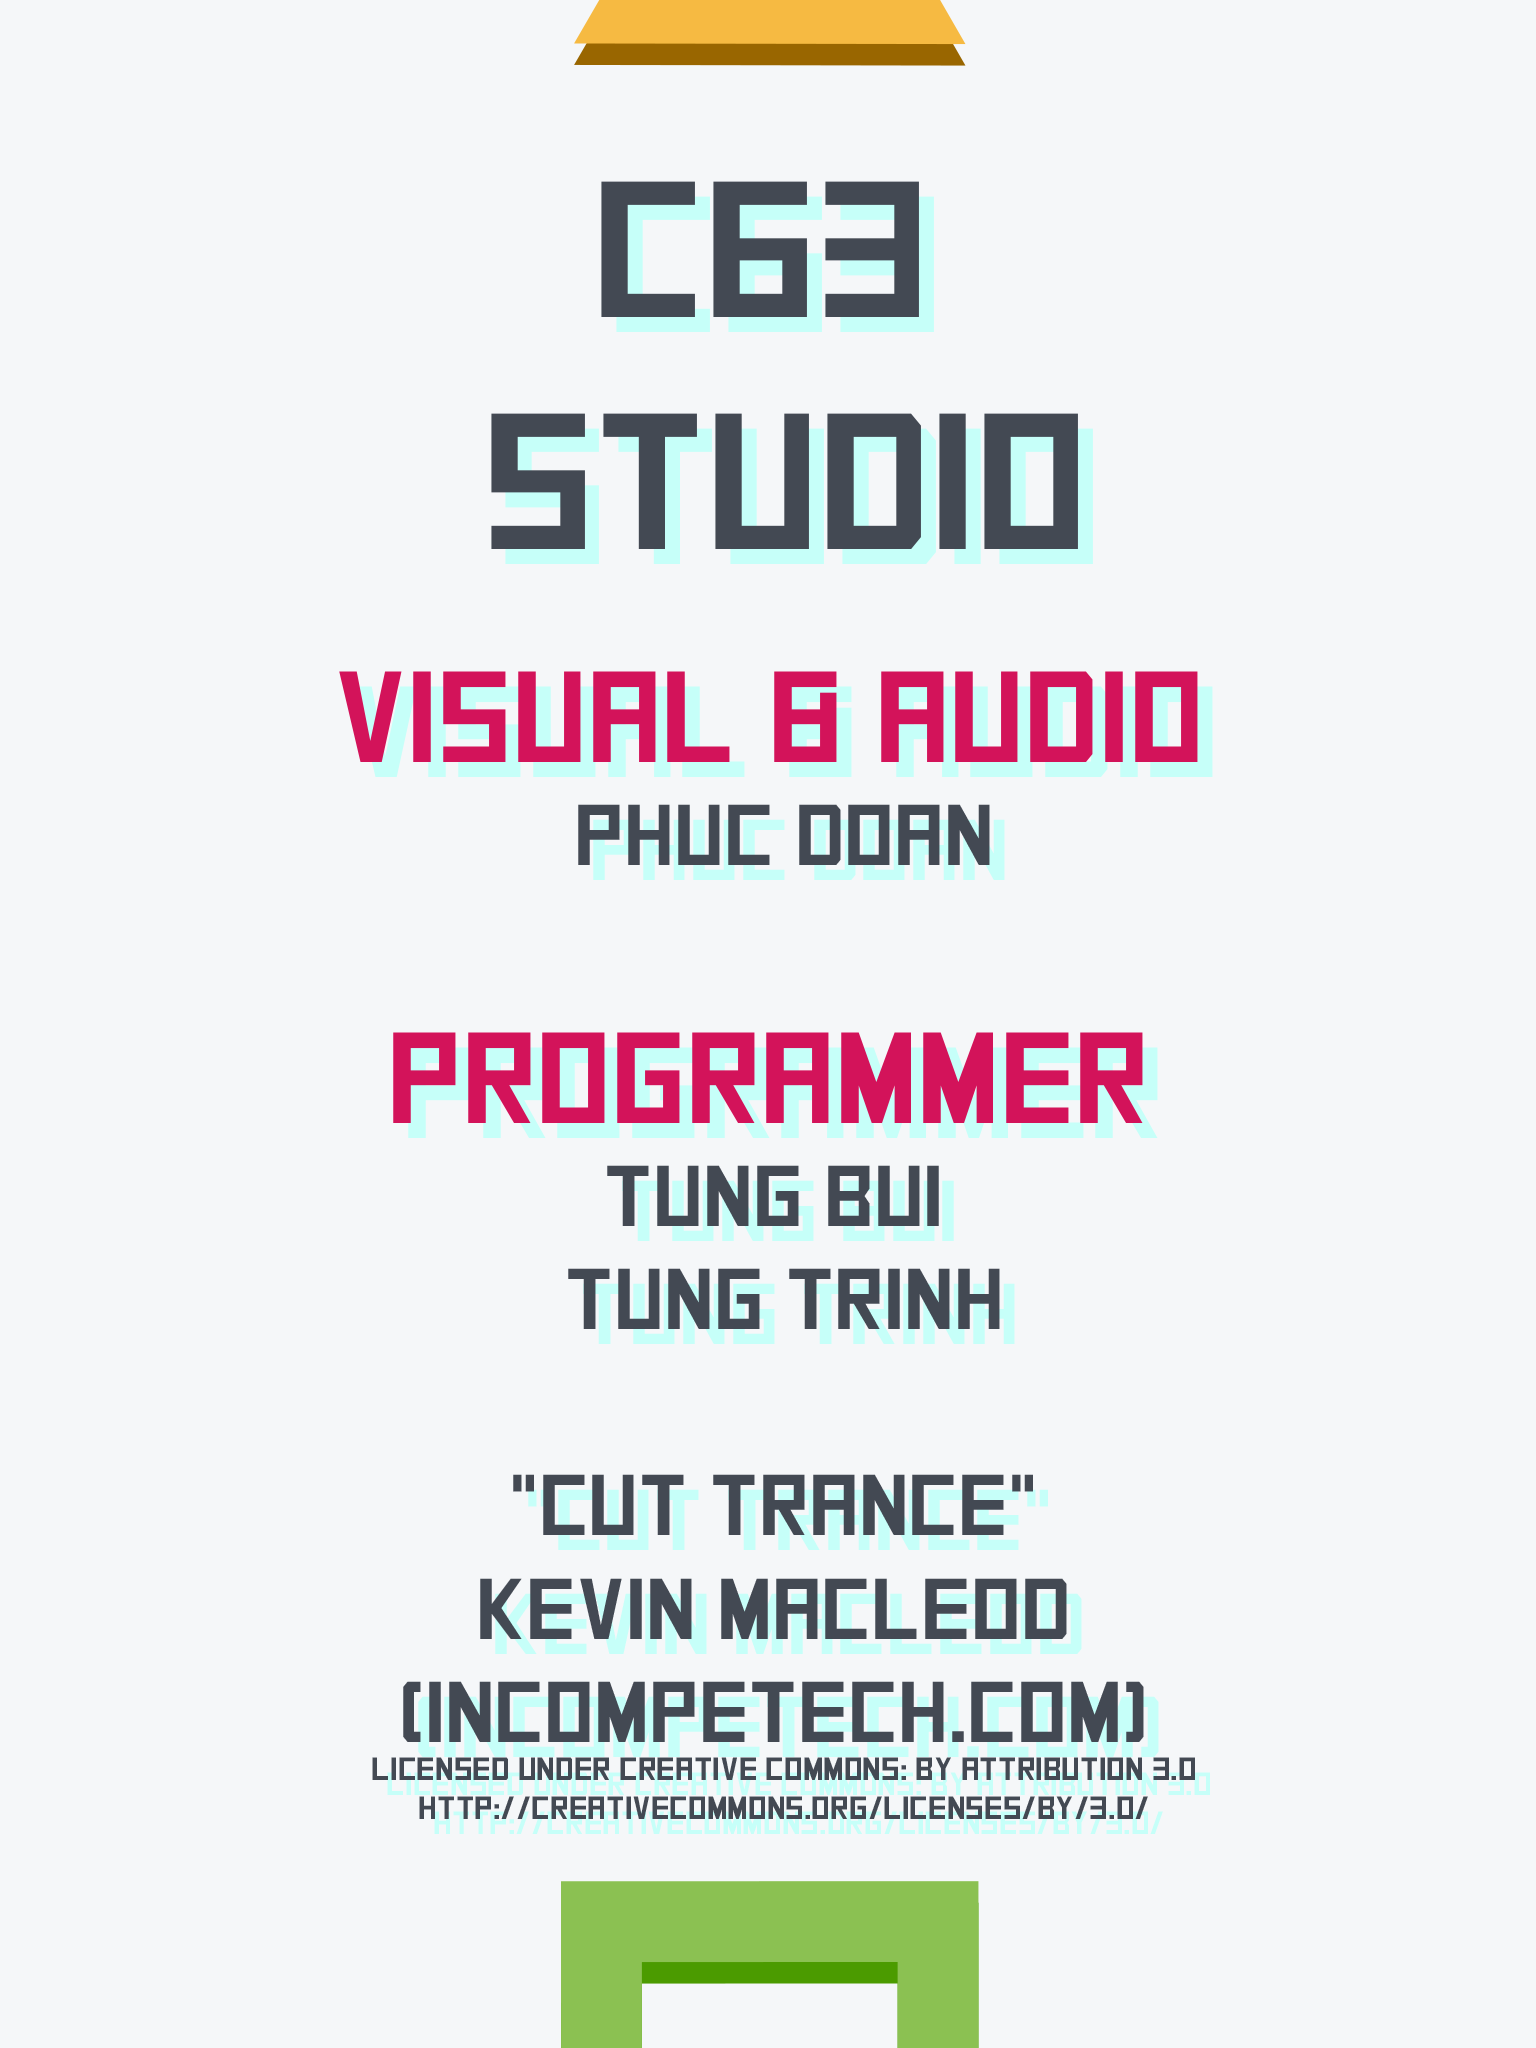 C63
STUDIO
VISUAL & AUDIO
PHUC DOAN
PROGRAMMER
TUNG BUI
TUNG TRINH
"CUT TRANCE"
KEVIN MACLEOD
(INCOMPETECH.COM)
LICENSED UNDER CREATIVE COMMONS: BY ATTRIBUTION 3.0
HTTP://CREATIVECOMMONS.ORG/LICENSES/BY/3.0/